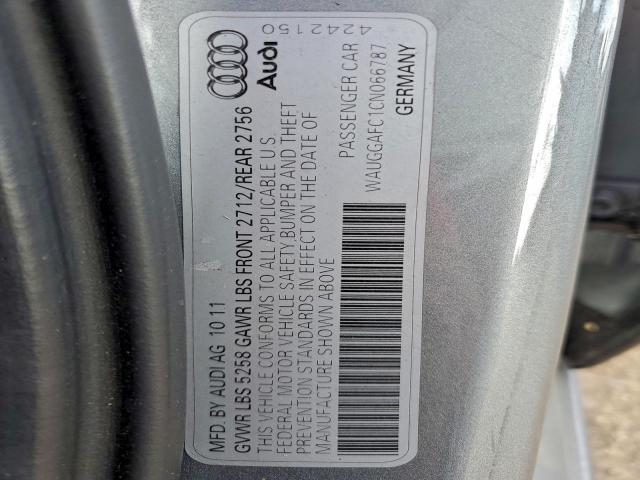 MFD. BY AUDI AG 10 11
GVWR LBS 5258 GAWR LBS FRONT 2712/REAR 2756
THIS VEHICLE CONFORMS TO ALL APPLICABLE U.S.
FEDERAL MOTOR VEHICLE SAFETY, BUMPER AND THEFT
PREVENTION STANDARDS IN EFFECT ON THE DATE OF
MANUFACTURE SHOWN ABOVE
PASSENGER CAR
WAUGGAFC1CN066787
GERMANY
Audi
4242150